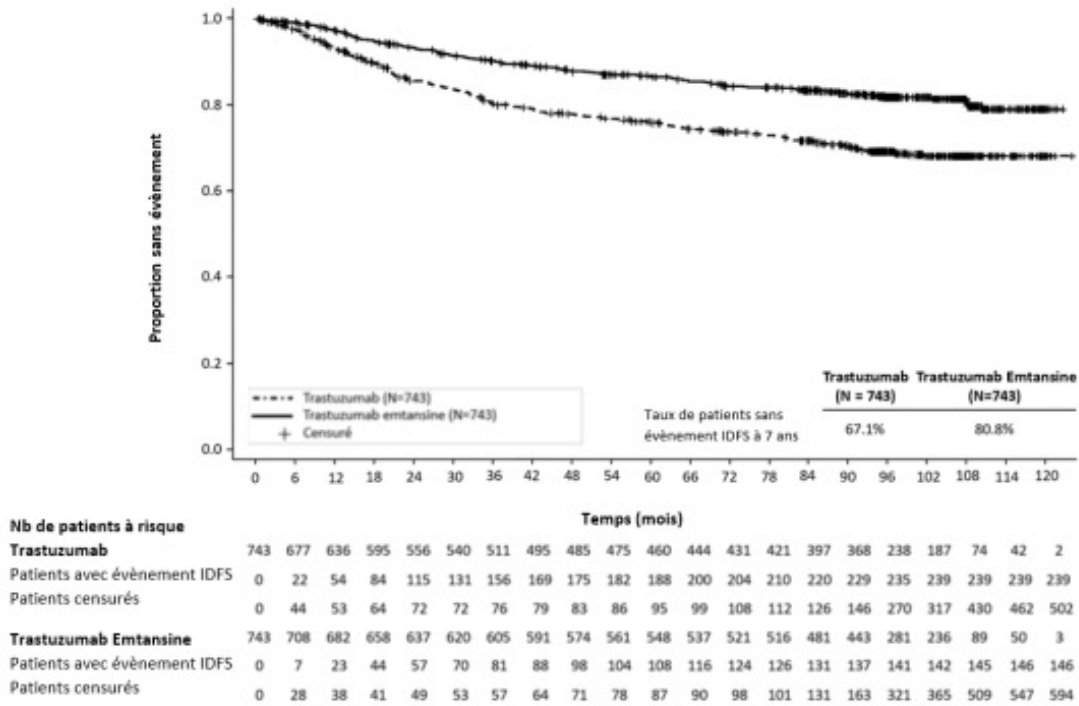 1.0
0.8
0.6
0.4
0.2
0.0
Proportion sans évènement
Trastuzumab (N=743)
Trastuzumab emtansine (N=743)
Censuré
Trastuzumab Trastuzumab Emtansine
(N = 743) (N=743)
Taux de patients sans
évènement IDFS à 7 ans
67.1% 80.8%
0 6 12 18 24 30 36 42 48 54 60 66 72 78 84 90 96 102 108 114 120
Temps (mois)
Nb de patients à risque
Trastuzumab 743 677 636 595 556 540 511 495 485 475 460 444 431 421 397 368 238 187 74 42 2
Patients avec évènement IDFS 0 22 54 84 115 131 156 169 175 182 188 200 204 210 220 229 235 239 239 239 239
Patients censurés 0 44 53 64 72 72 76 79 83 86 95 99 108 112 126 146 270 317 430 462 502
Trastuzumab Emtansine 743 708 682 658 637 620 605 591 574 561 548 537 521 516 481 443 281 236 89 50 3
Patients avec évènement IDFS 0 7 23 44 57 70 81 88 98 104 108 116 124 126 131 137 141 142 145 146 146
Patients censurés 0 28 38 41 49 53 57 64 71 78 87 90 98 101 131 163 321 365 509 547 594